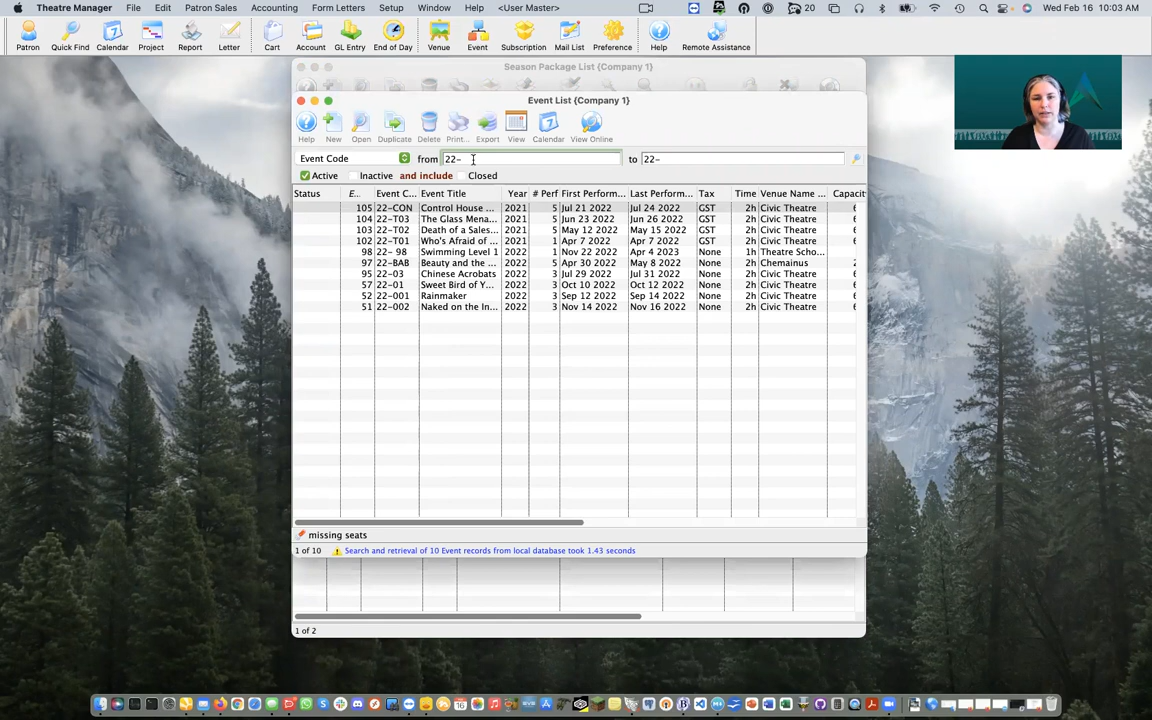 Theatre Manager File Edit Patron Sales Accounting Form Letters Setup Window Help <User Master> 20 Wed Feb 16 10:03 AM
Patron Quick Find Calendar Project Report Letter Cart Account GL Entry End of Day Venue Event Subscription Mail List Preference Help Remote Assistance
Season Package List {Company 1}
Event List {Company 1}
Help New Open Duplicate Delete Print... Export View Calendar View Online
Event Code from 22- to 22-
Active Inactive and include Closed
Status E... Event C... Event Title Year # Perf First Perform... Last Perform... Tax Time Venue Name ... Capacity
105 22-CON Control House ... 2021 5 Jul 21 2022 Jul 24 2022 GST 2h Civic Theatre 6
104 22-T03 The Glass Mena... 2021 5 Jun 23 2022 Jun 26 2022 GST 2h Civic Theatre 6
103 22-T02 Death of a Sales... 2021 5 May 12 2022 May 15 2022 GST 2h Civic Theatre 6
102 22-T01 Who's Afraid of ... 2021 1 Apr 7 2022 Apr 7 2022 GST 2h Civic Theatre 6
98 22- 98 Swimming Level 1 2022 1 Nov 22 2022 Apr 4 2023 None 1h Theatre Scho...
97 22-BAB Beauty and the ... 2022 5 Apr 30 2022 May 8 2022 None 2h Chemainus 2
95 22-03 Chinese Acrobats 2022 3 Jul 29 2022 Jul 31 2022 None 2h Civic Theatre 6
57 22-01 Sweet Bird of Y... 2022 3 Oct 10 2022 Oct 12 2022 None 2h Civic Theatre 6
52 22-001 Rainmaker 2022 3 Sep 12 2022 Sep 14 2022 None 2h Civic Theatre 6
51 22-002 Naked on the In... 2022 3 Nov 14 2022 Nov 16 2022 None 2h Civic Theatre 6
missing seats
1 of 10 Search and retrieval of 10 Event records from local database took 1.43 seconds
1 of 2